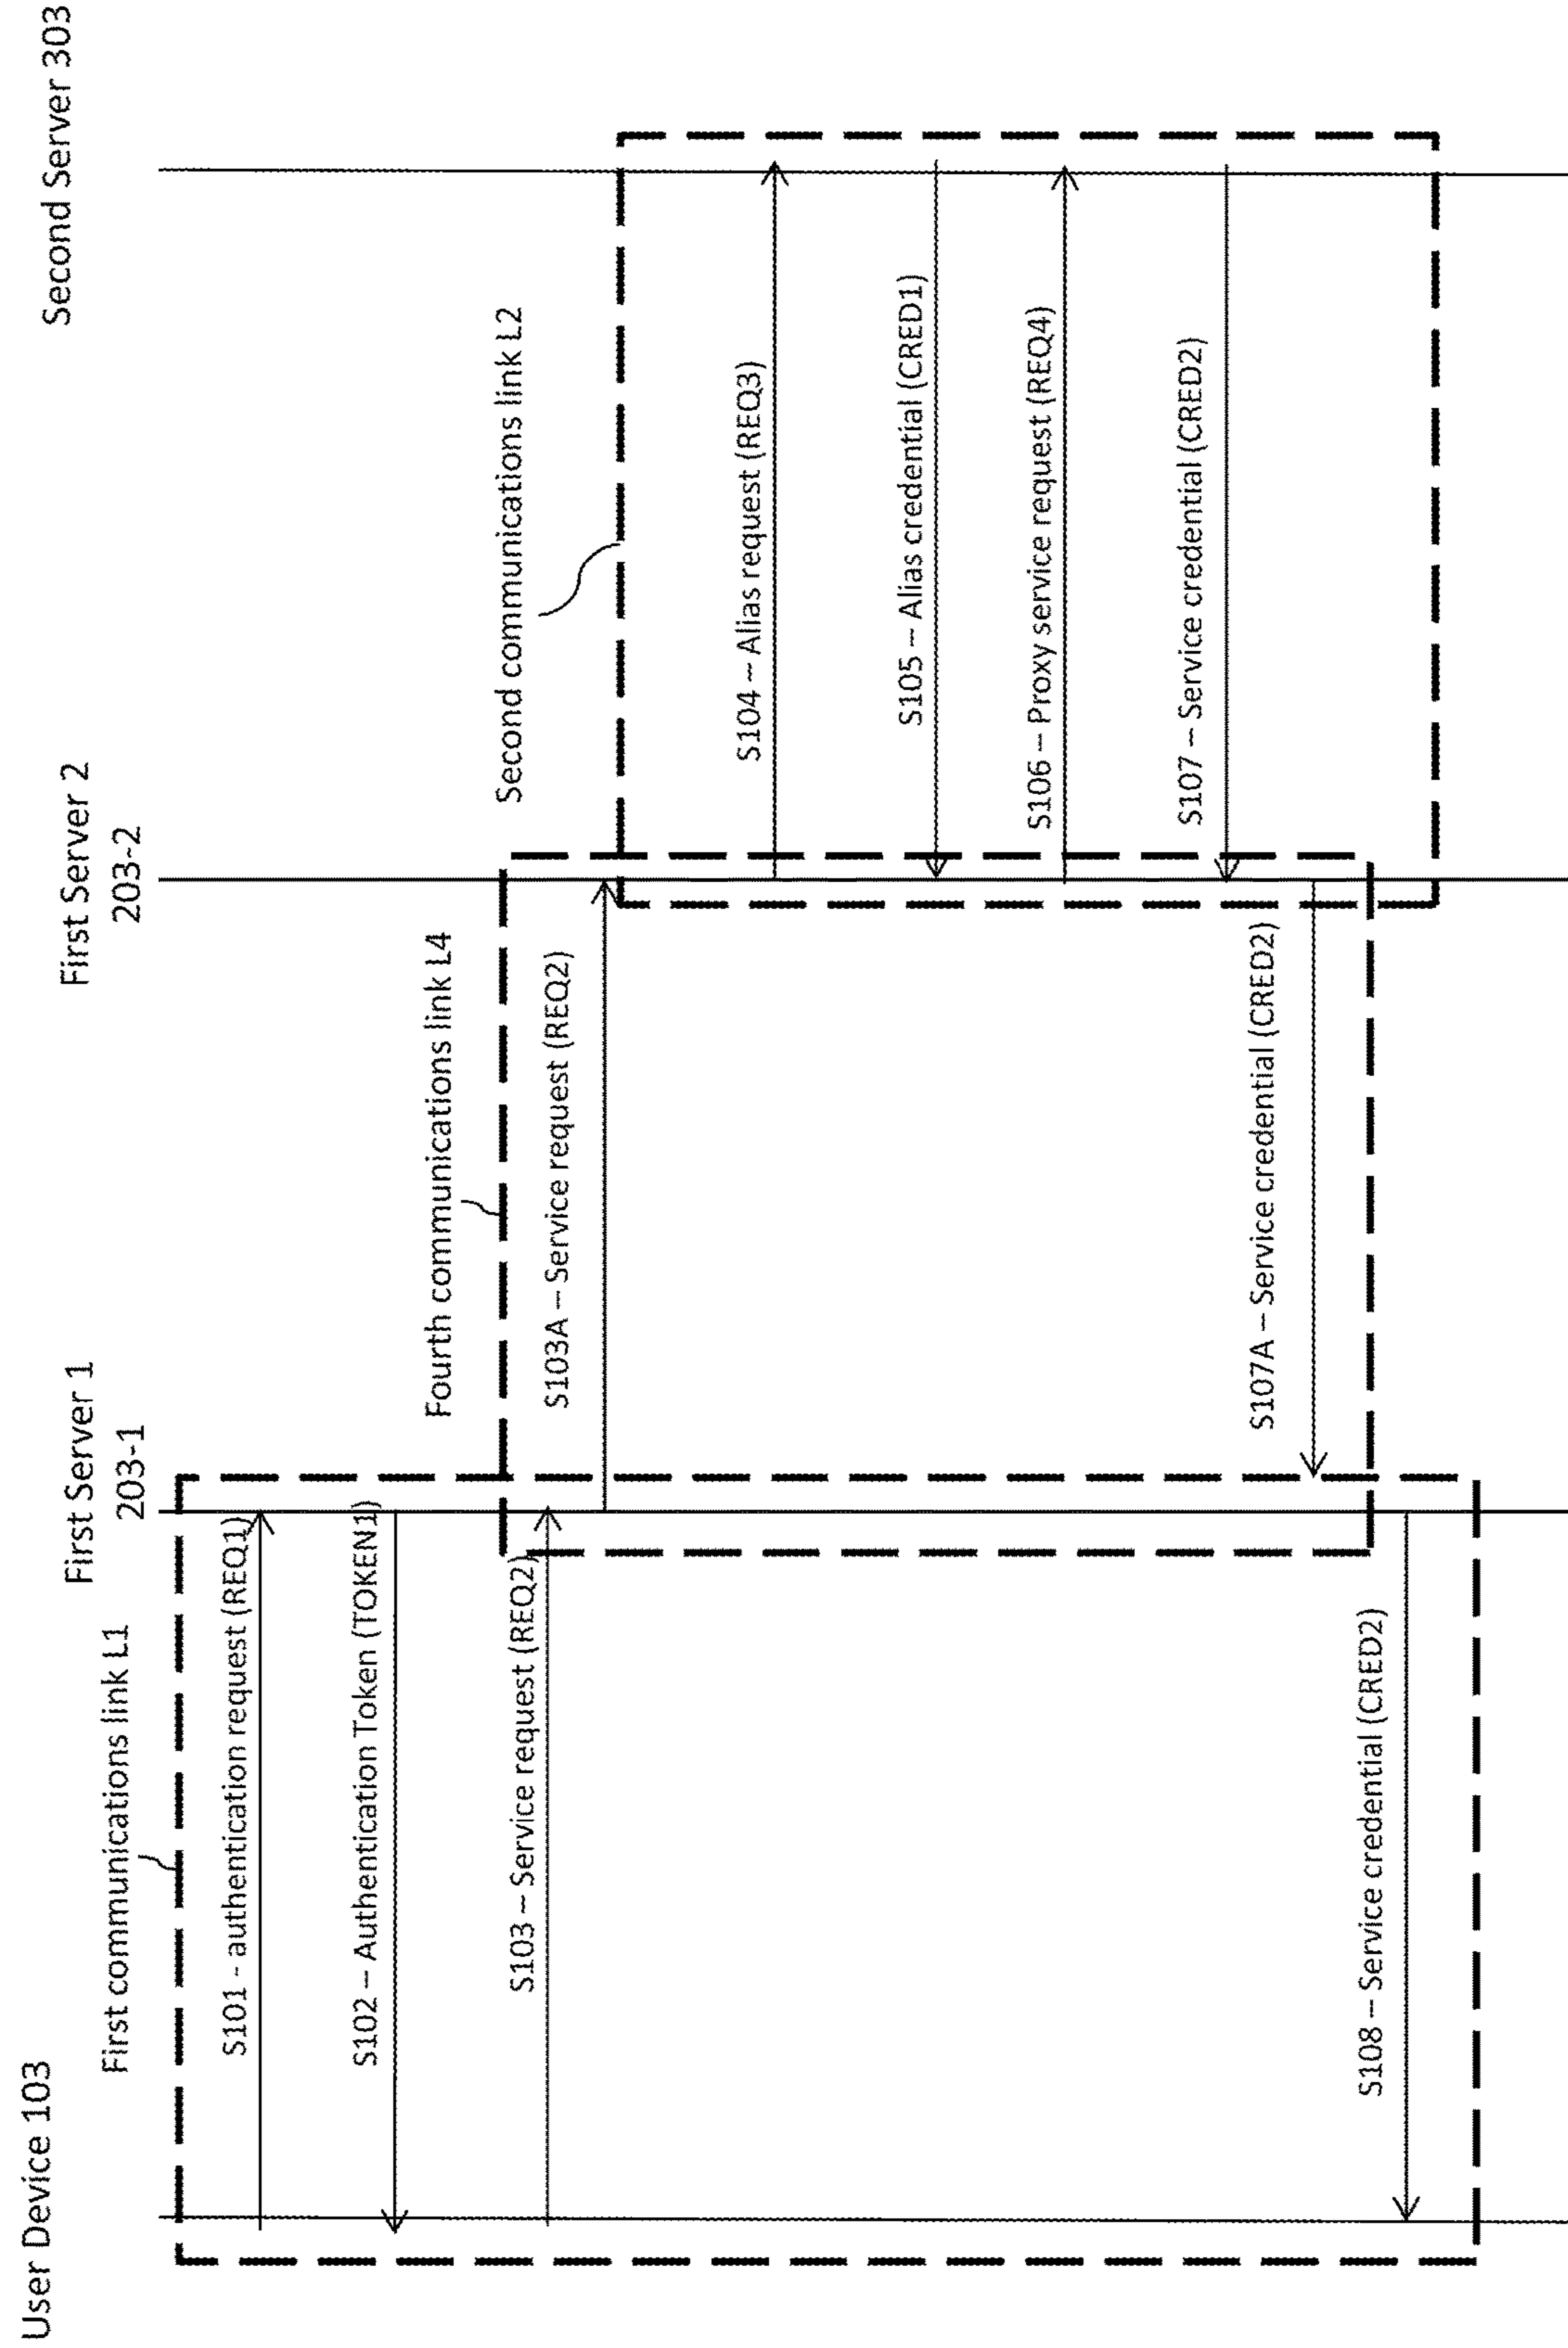 User Device 103
First Server 1
203-1
First Server 2
203-2
Second Server 303
First communications link L1
S101 - authentication request (REQ1)
S102 – Authentication Token (TOKEN1)
Fourth communications link L4
Second communications link L2
S103 – Service request (REQ2)
S103A – Service request (REQ2)
S104 – Alias request (REQ3)
S105 – Alias credential (CRED1)
S106 – Proxy service request (REQ4)
S107 – Service credential (CRED2)
S107A – Service credential (CRED2)
S108 – Service credential (CRED2)